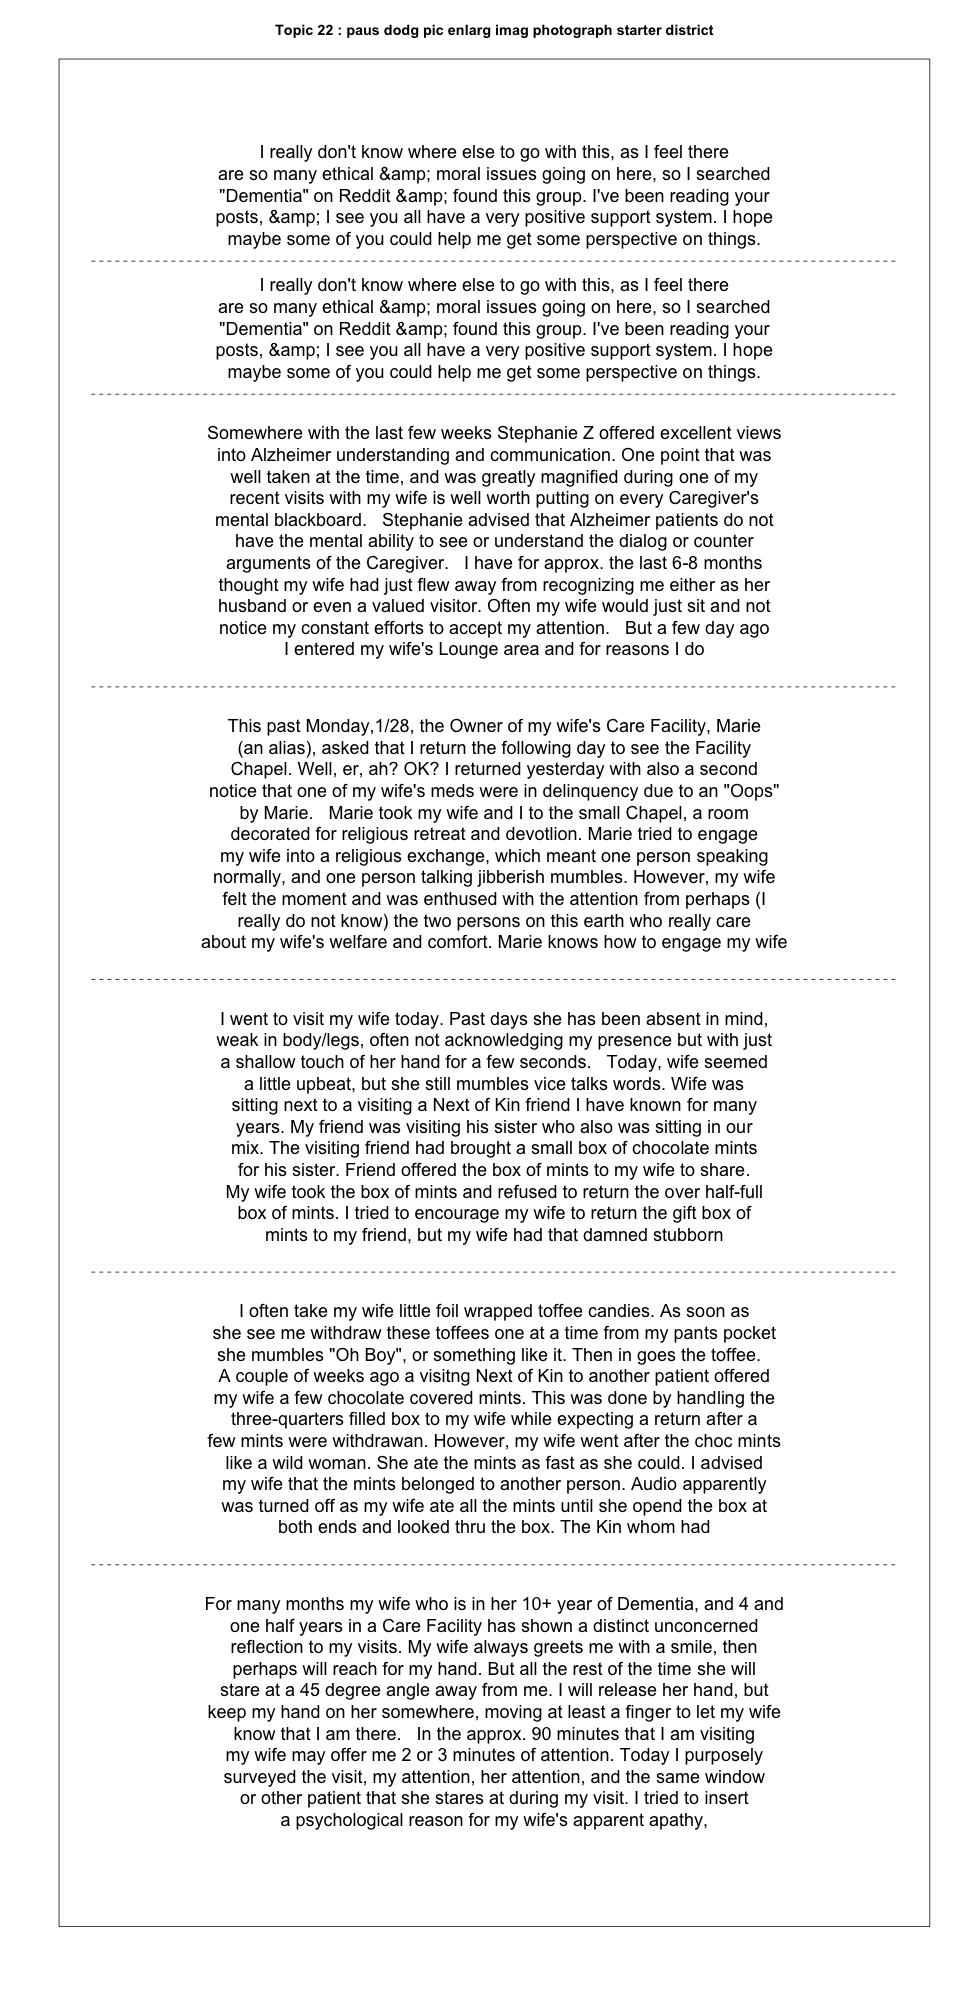 Topic 22 : paus dodg pic enlarg imag photograph starter district
I really don't know where else to go with this, as I feel there
are so many ethical &amp; moral issues going on here, so I searched
"Dementia" on Reddit &amp; found this group. I've been reading your
posts, &amp; I see you all have a very positive support system. I hope
maybe some of you could help me get some perspective on things.
I really don't know where else to go with this, as I feel there
are so many ethical &amp; moral issues going on here, so I searched
"Dementia" on Reddit &amp; found this group. I've been reading your
posts, &amp; I see you all have a very positive support system. I hope
maybe some of you could help me get some perspective on things.
Somewhere with the last few weeks Stephanie Z offered excellent views
into Alzheimer understanding and communication. One point that was
well taken at the time, and was greatly magnified during one of my
recent visits with my wife is well worth putting on every Caregiver's
mental blackboard.   Stephanie advised that Alzheimer patients do not
have the mental ability to see or understand the dialog or counter
arguments of the Caregiver.   I have for approx. the last 6-8 months
thought my wife had just flew away from recognizing me either as her
husband or even a valued visitor. Often my wife would just sit and not
notice my constant efforts to accept my attention.   But a few day ago
I entered my wife's Lounge area and for reasons I do
This past Monday,1/28, the Owner of my wife's Care Facility, Marie
(an alias), asked that I return the following day to see the Facility
Chapel. Well, er, ah? OK? I returned yesterday with also a second
notice that one of my wife's meds were in delinquency due to an "Oops"
by Marie.   Marie took my wife and I to the small Chapel, a room
decorated for religious retreat and devotlion. Marie tried to engage
my wife into a religious exchange, which meant one person speaking
normally, and one person talking jibberish mumbles. However, my wife
felt the moment and was enthused with the attention from perhaps (I
really do not know) the two persons on this earth who really care
about my wife's welfare and comfort. Marie knows how to engage my wife
I went to visit my wife today. Past days she has been absent in mind,
weak in body/legs, often not acknowledging my presence but with just
a shallow touch of her hand for a few seconds.   Today, wife seemed
a little upbeat, but she still mumbles vice talks words. Wife was
sitting next to a visiting a Next of Kin friend I have known for many
years. My friend was visiting his sister who also was sitting in our
mix. The visiting friend had brought a small box of chocolate mints
for his sister. Friend offered the box of mints to my wife to share.
My wife took the box of mints and refused to return the over half-full
box of mints. I tried to encourage my wife to return the gift box of
mints to my friend, but my wife had that damned stubborn
I often take my wife little foil wrapped toffee candies. As soon as
she see me withdraw these toffees one at a time from my pants pocket
she mumbles "Oh Boy", or something like it. Then in goes the toffee.
A couple of weeks ago a visitng Next of Kin to another patient offered
my wife a few chocolate covered mints. This was done by handling the
three-quarters filled box to my wife while expecting a return after a
few mints were withdrawan. However, my wife went after the choc mints
like a wild woman. She ate the mints as fast as she could. I advised
my wife that the mints belonged to another person. Audio apparently
was turned off as my wife ate all the mints until she opend the box at
both ends and looked thru the box. The Kin whom had
For many months my wife who is in her 10+ year of Dementia, and 4 and
one half years in a Care Facility has shown a distinct unconcerned
reflection to my visits. My wife always greets me with a smile, then
perhaps will reach for my hand. But all the rest of the time she will
stare at a 45 degree angle away from me. I will release her hand, but
keep my hand on her somewhere, moving at least a finger to let my wife
know that I am there.   In the approx. 90 minutes that I am visiting
my wife may offer me 2 or 3 minutes of attention. Today I purposely
surveyed the visit, my attention, her attention, and the same window
or other patient that she stares at during my visit. I tried to insert
a psychological reason for my wife's apparent apathy,